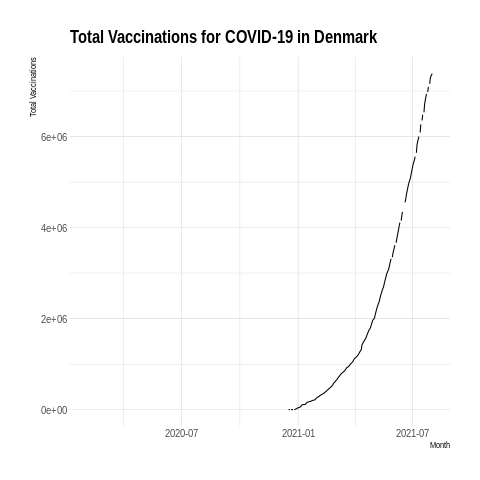 Total Vaccinations for COVID-19 in Denmark
Total Vaccinations
6e+06
4e+06
2e+06
0e+00
2020-07
2021-01
2021-07
Month